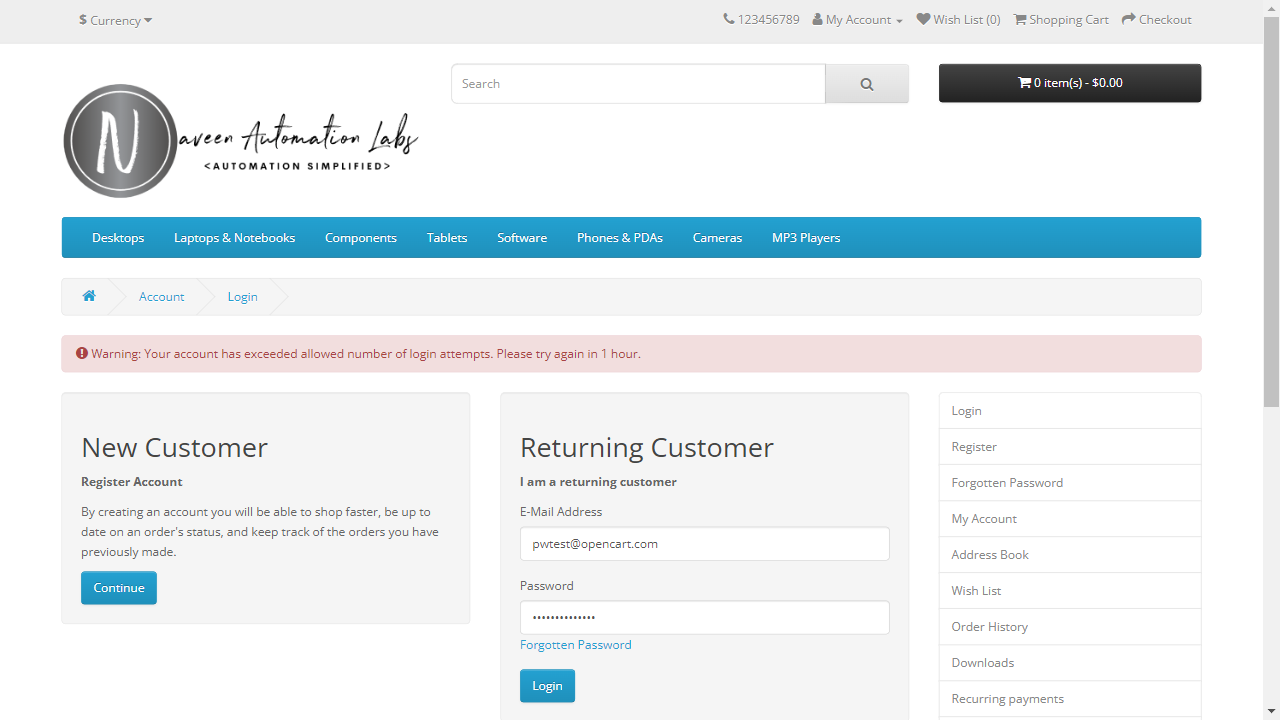 $ Currency
123456789 My Account Wish List (0) Shopping Cart Checkout
Search
0 item(s) - $0.00
Naveen Automation Labs
<AUTOMATION SIMPLIFIED>
Desktops Laptops & Notebooks Components Tablets Software Phones & PDAs Cameras MP3 Players
Account Login
Warning: Your account has exceeded allowed number of login attempts. Please try again in 1 hour.
New Customer
Register Account
By creating an account you will be able to shop faster, be up to
date on an order's status, and keep track of the orders you have
previously made.
Continue
Returning Customer
I am a returning customer
E-Mail Address
pwtest@opencart.com
Password
••••••••••••••
Forgotten Password
Login
Login
Register
Forgotten Password
My Account
Address Book
Wish List
Order History
Downloads
Recurring payments